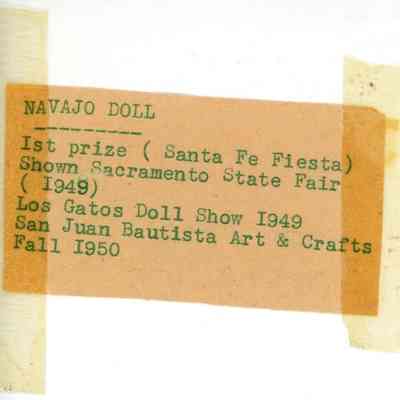 NAVAJO DOLL
---------
Ist prize ( Santa Fe Fiesta)
Shown Sacramento State Fair
( I949)
Los Gatos Doll Show I949
San Juan Bautista Art & Crafts
Fall I950